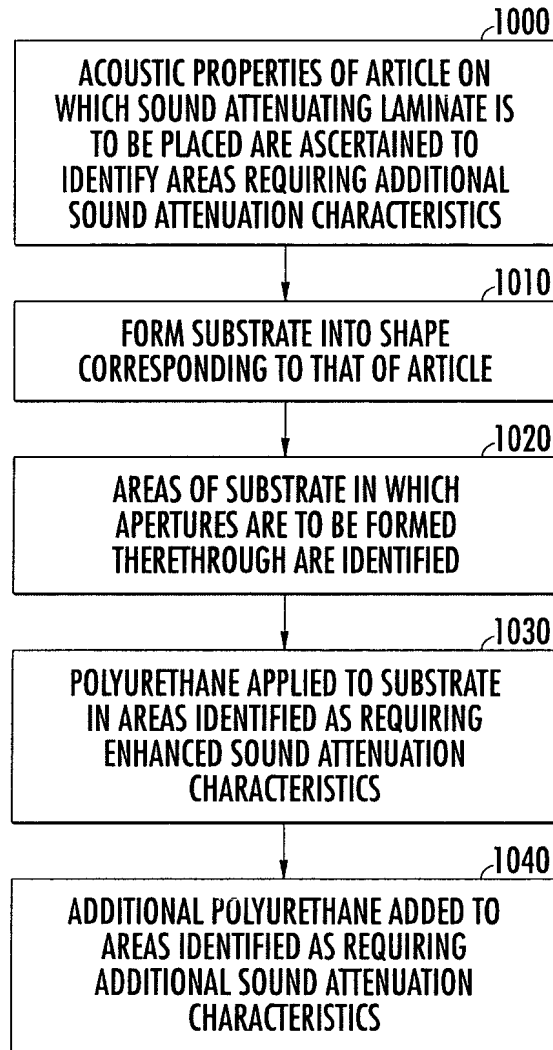 1000
ACOUSTIC PROPERTIES OF ARTICLE ON
WHICH SOUND ATTENUATING LAMINATE IS
TO BE PLACED ARE ASCERTAINED TO
IDENTIFY AREAS REQUIRING ADDITIONAL
SOUND ATTENUATION CHARACTERISTICS
1010
FORM SUBSTRATE INTO SHAPE
CORRESPONDING TO THAT OF ARTICLE
1020
AREAS OF SUBSTRATE IN WHICH
APERTURES ARE TO BE FORMED
THERETHROUGH ARE IDENTIFIED
1030
POLYURETHANE APPLIED TO SUBSTRATE
IN AREAS IDENTIFIED AS REQUIRING
ENHANCED SOUND ATTENUATION
CHARACTERISTICS
1040
ADDITIONAL POLYURETHANE ADDED TO
AREAS IDENTIFIED AS REQUIRING
ADDITIONAL SOUND ATTENUATION
CHARACTERISTICS